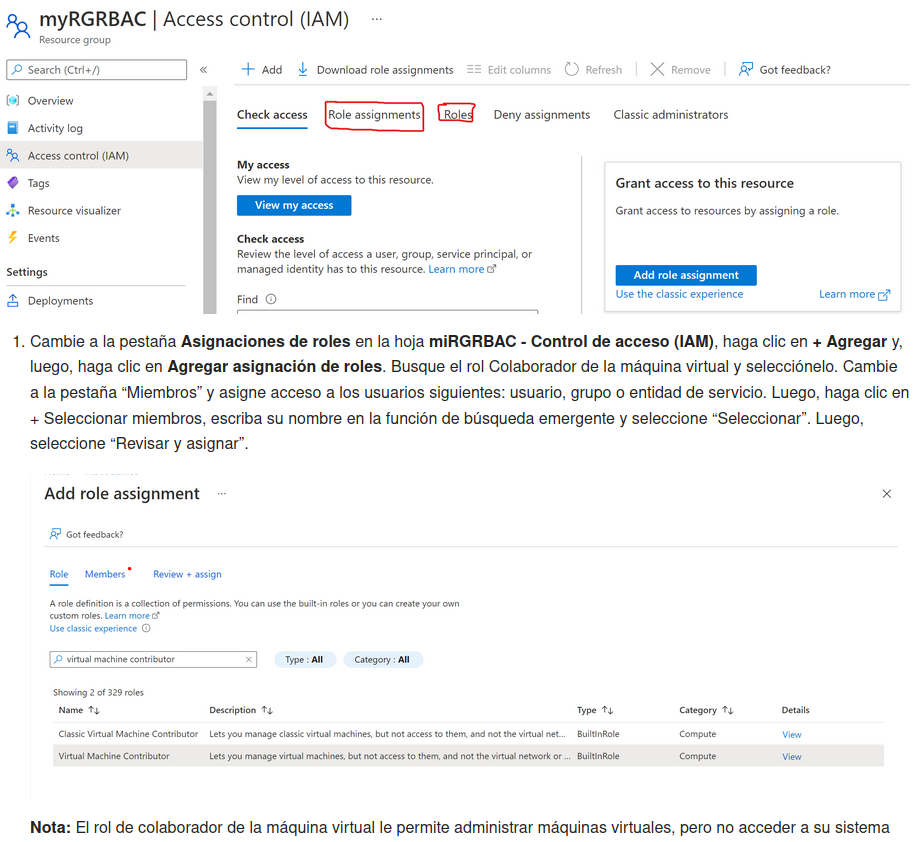 myRGRBAC | Access control (IAM) ...
Resource group
Search (Ctrl+/) «
Add Download role assignments Edit columns Refresh Remove Got feedback?
Overview
Activity log
Access control (IAM)
Tags
Resource visualizer
Events
Settings
Deployments
Check access Role assignments Roles Deny assignments Classic administrators
My access
View my level of access to this resource.
View my access
Check access
Review the level of access a user, group, service principal, or
managed identity has to this resource. Learn more
Find
Grant access to this resource
Grant access to resources by assigning a role.
Add role assignment
Use the classic experience Learn more
1. Cambie a la pestaña Asignaciones de roles en la hoja miRGRBAC - Control de acceso (IAM), haga clic en + Agregar y,
luego, haga clic en Agregar asignación de roles. Busque el rol Colaborador de la máquina virtual y selecciónelo. Cambie
a la pestaña “Miembros” y asigne acceso a los usuarios siguientes: usuario, grupo o entidad de servicio. Luego, haga clic en
+ Seleccionar miembros, escriba su nombre en la función de búsqueda emergente y seleccione “Seleccionar”. Luego,
seleccione “Revisar y asignar”.
Add role assignment ...
Got feedback?
Role Members Review + assign
A role definition is a collection of permissions. You can use the built-in roles or you can create your own
custom roles. Learn more
Use classic experience
virtual machine contributor Type : All Category : All
Showing 2 of 329 roles
Name Description Type Category Details
Classic Virtual Machine Contributor Lets you manage classic virtual machines, but not access to them, and not the virtual net... BuiltInRole Compute View
Virtual Machine Contributor Lets you manage virtual machines, but not access to them, and not the virtual network or ... BuiltInRole Compute View
Nota: El rol de colaborador de la máquina virtual le permite administrar máquinas virtuales, pero no acceder a su sistema